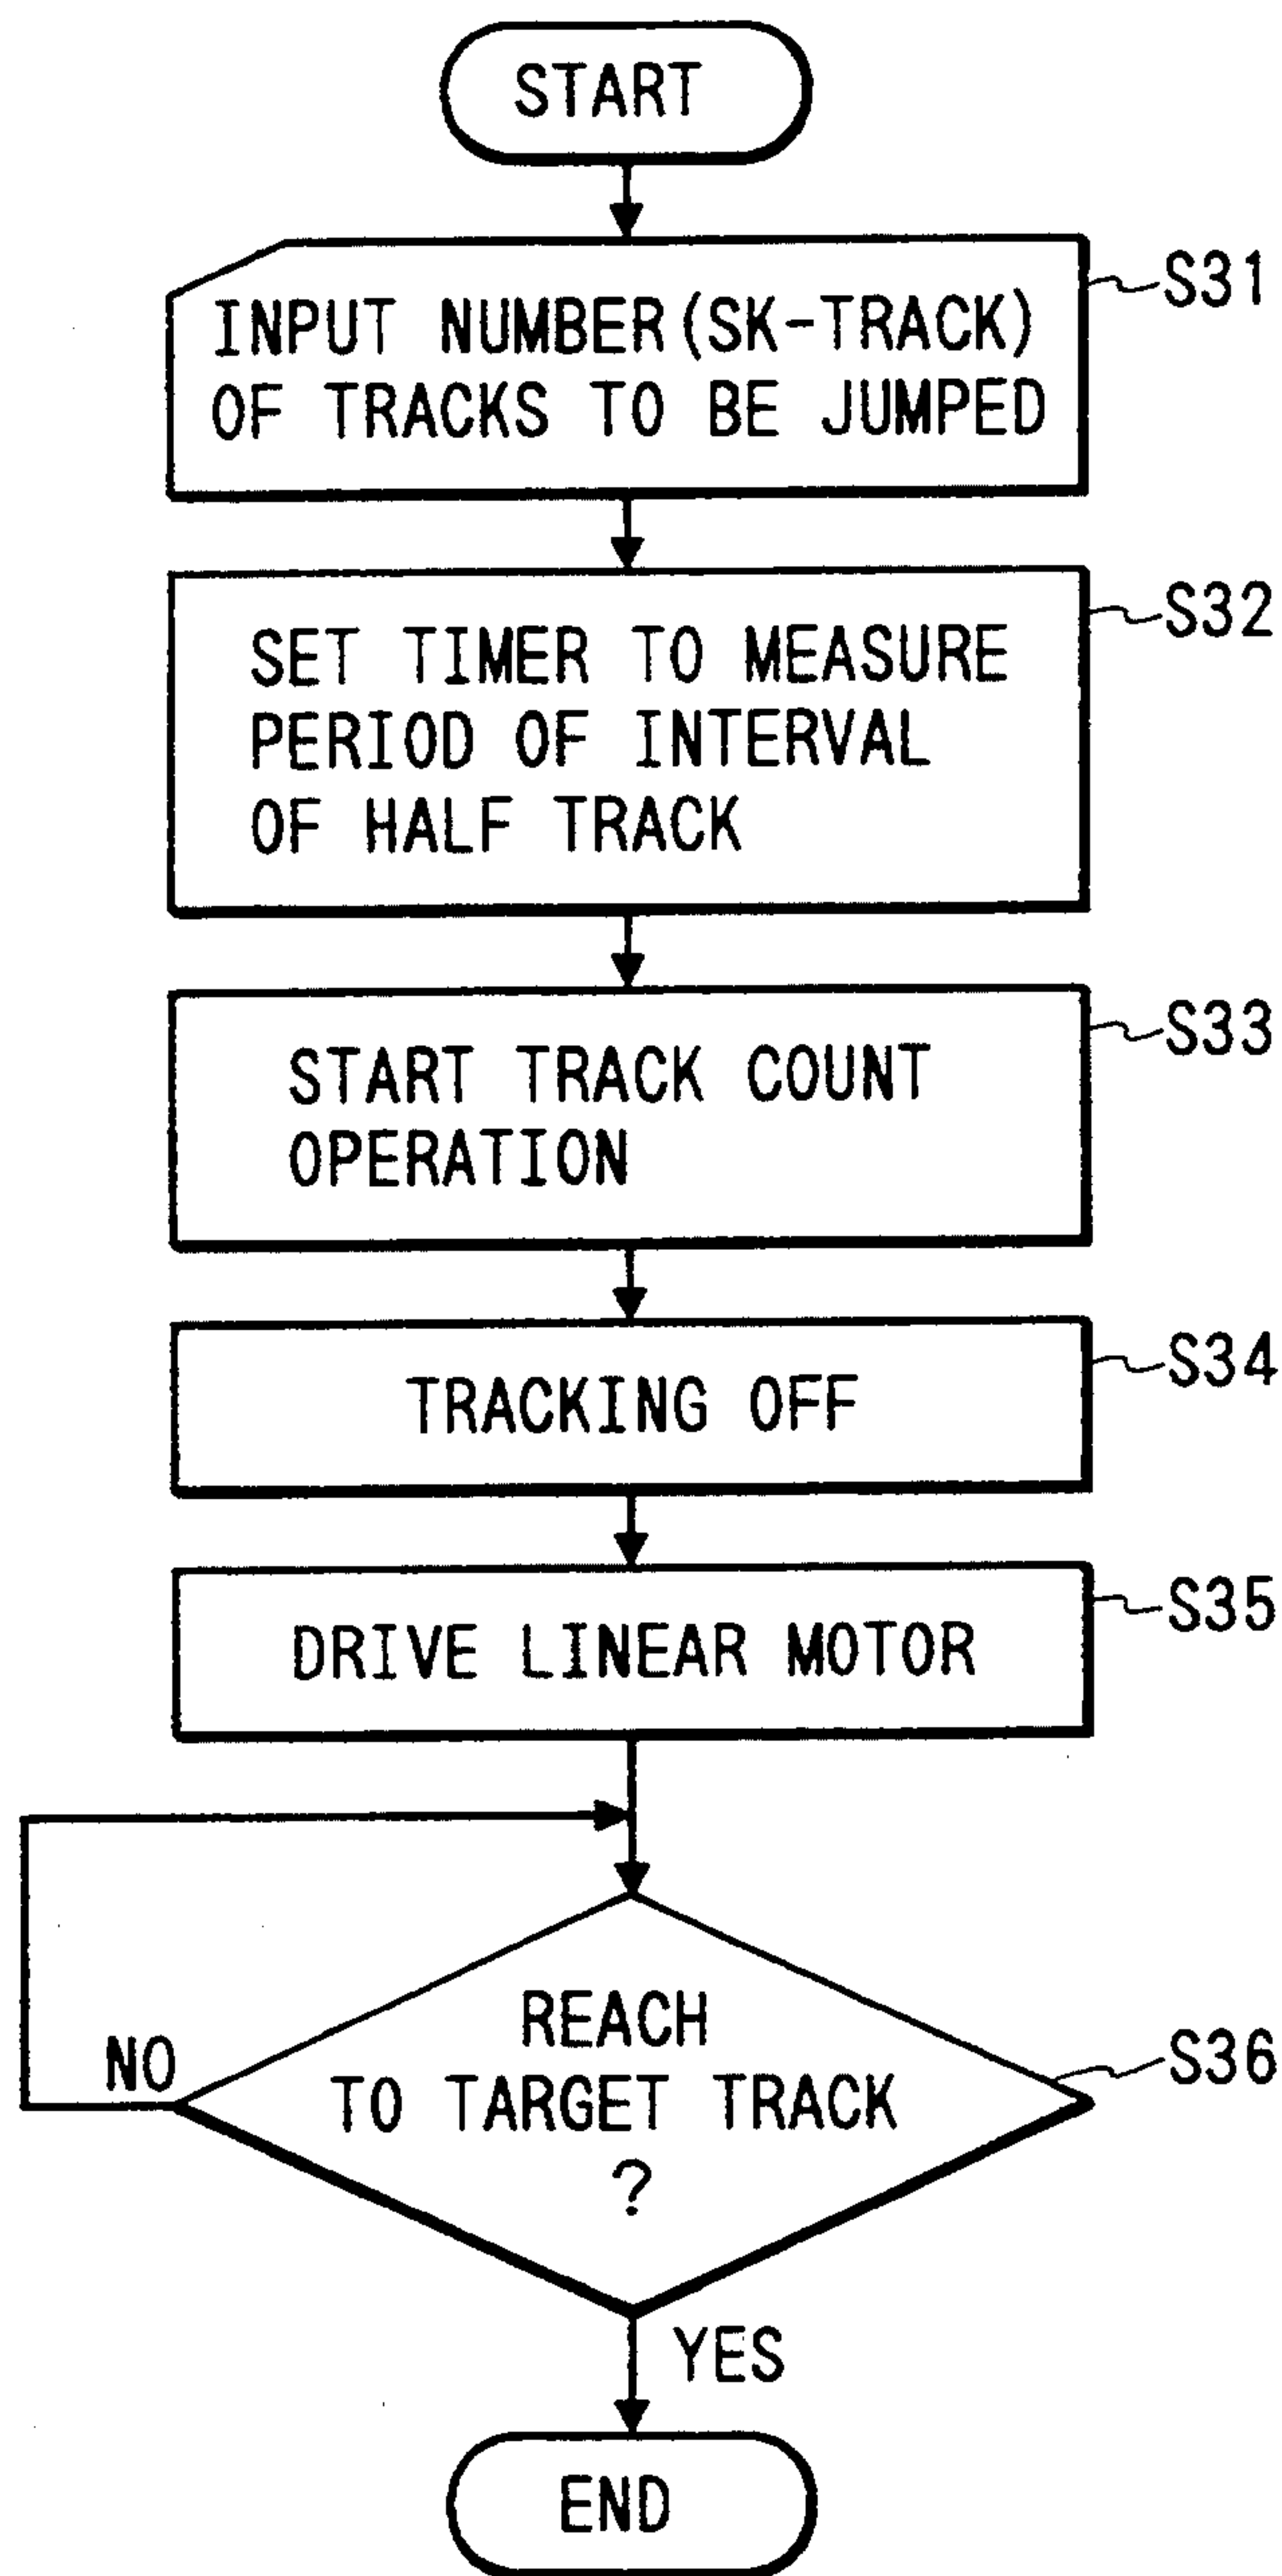 START
INPUT NUMBER(SK-TRACK)
OF TRACKS TO BE JUMPED
S31
SET TIMER TO MEASURE
PERIOD OF INTERVAL
OF HALF TRACK
S32
START TRACK COUNT
OPERATION
S33
TRACKING OFF
S34
DRIVE LINEAR MOTOR
S35
REACH
TO TARGET TRACK
?
S36
NO
YES
END